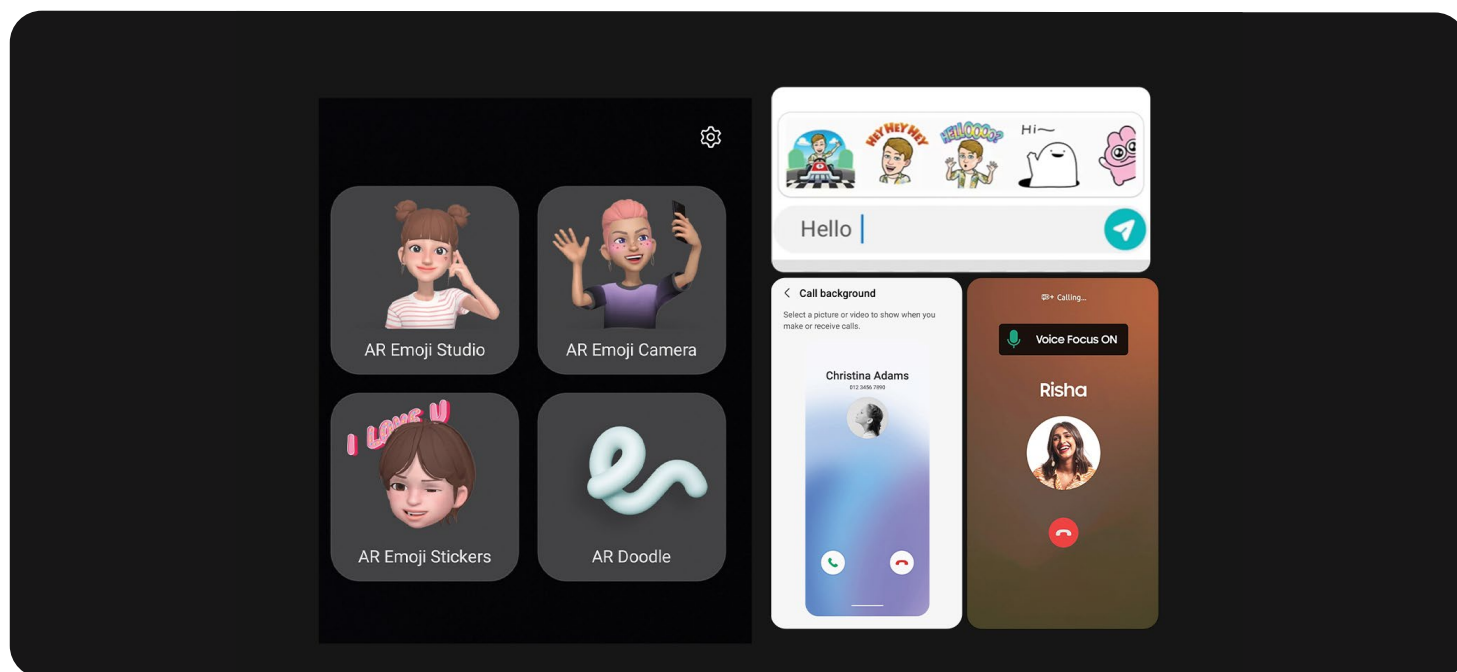 AR Emoji Studio
AR Emoji Camera
I LOVE U
AR Emoji Stickers
AR Doodle
HEY HEY HEY
HELLOOOO?
Hi~
Hello
Call background
Select a picture or video to show when you
make or receive calls.
Christina Adams
012 3456 7890
Calling...
Voice Focus ON
Risha